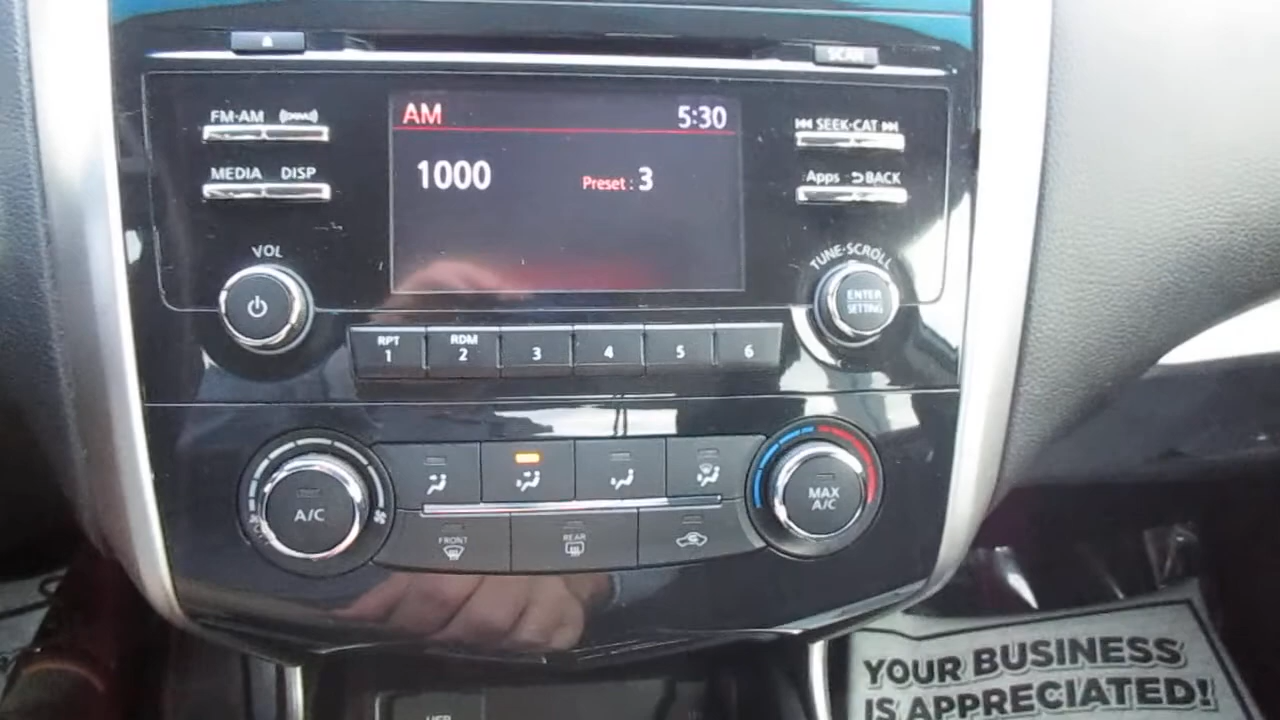 SCAN
FM·AM
MEDIA DISP
AM 5:30
1000 Preset : 3
SEEK·CAT
Apps BACK
VOL
TUNE·SCROLL
ENTER
SETTING
RPT
1
RDM
2
3
4
5
6
A/C
MAX
A/C
FRONT
REAR
YOUR BUSINESS
IS APPRECIATED!